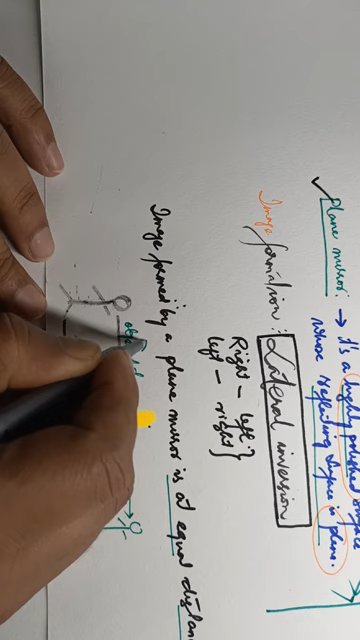 Plane mirror: → It's a highly polished surface
whose reflecting surface is plane.
Image formation: Lateral inversion
Right - left
left - right }
Image formed by a plane mirror is at equal distan